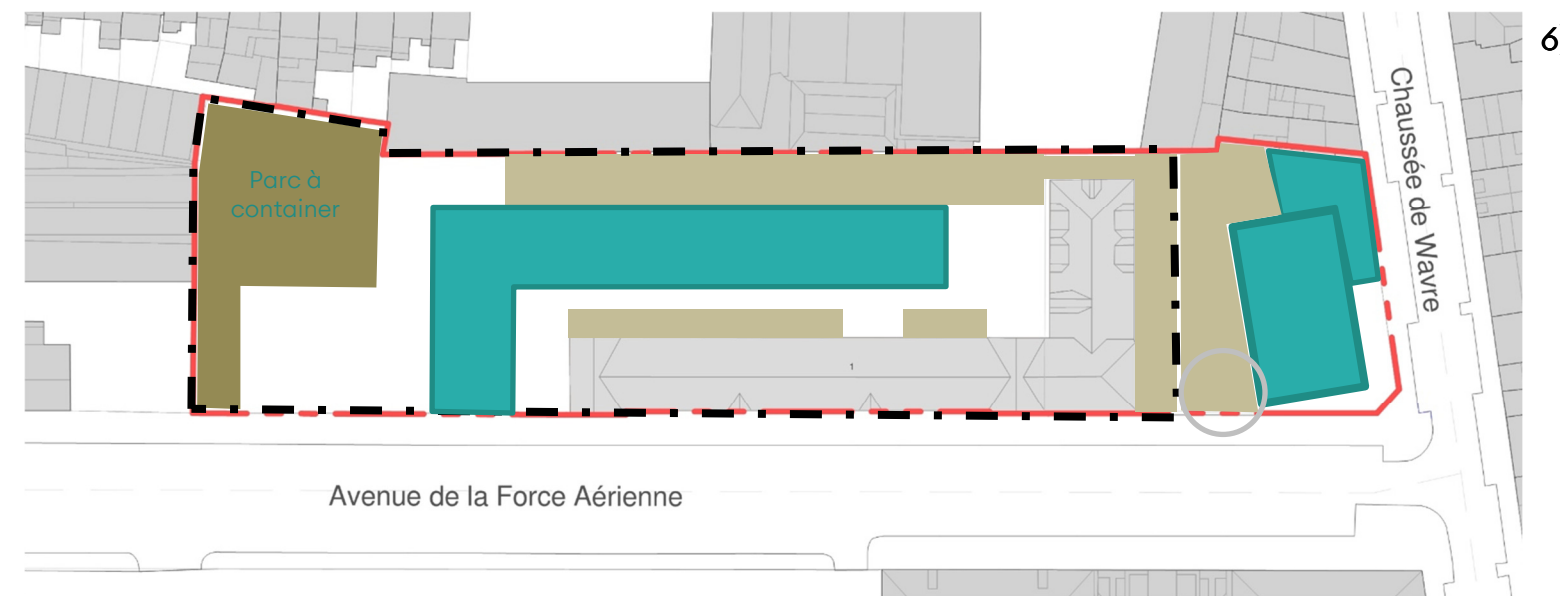 6
Chaussée de Wavre
Parc à
container
1
Avenue de la Force Aérienne